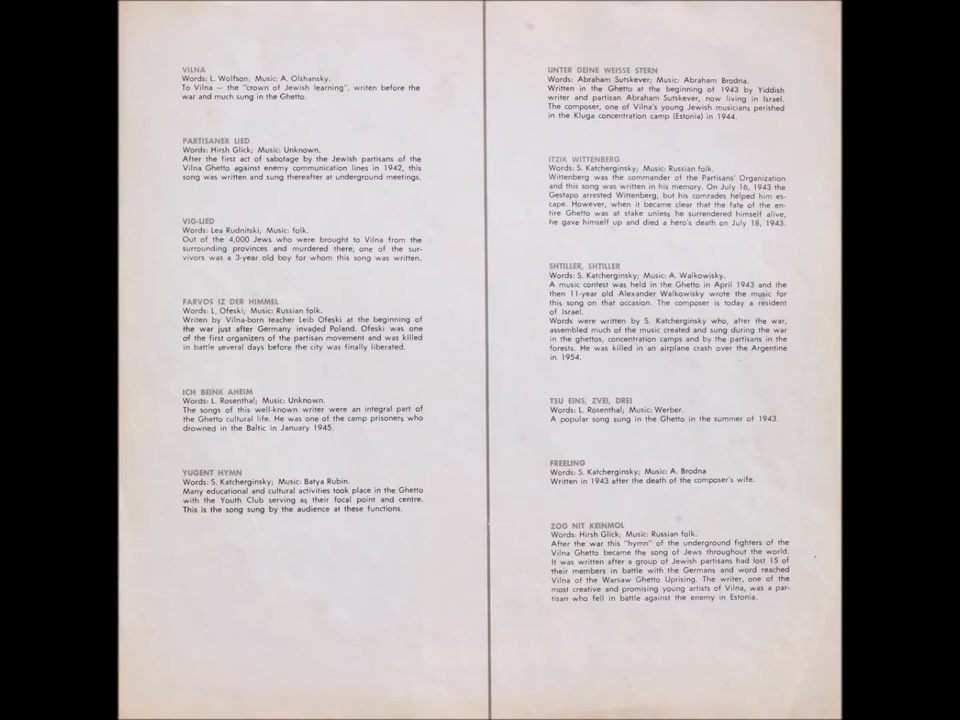 VILNA
Words: L. Wolfson; Music: A. Olshansky.
To Vilna — the "crown of Jewish learning", writen before the
war and much sung in the Ghetto.
PARTISANER LIED
Words: Hirsh Glick; Music: Unknown.
After the first act of sabotage by the Jewish partisans of the
Vilna Ghetto against enemy communication lines in 1942, this
song was written and sung thereafter at underground meetings.
VIG-LIED
Words: Lea Rudnitski; Music: folk.
Out of the 4,000 Jews who were brought to Vilna from the
surrounding provinces and murdered there, one of the sur-
vivors was a 3-year old boy for whom this song was written.
FARVOS IZ DER HIMMEL
Words: L. Ofeski; Music: Russian folk.
Writen by Vilna-born teacher Leib Ofeski at the beginning of
the war just after Germany invaded Poland. Ofeski was one
of the first organizers of the partisan movement and was killed
in battle several days before the city was finally liberated.
ICH BEINK AHEIM
Words: L. Rosenthal; Music: Unknown.
The songs of this well-known writer were an integral part of
the Ghetto cultural life. He was one of the camp prisoners who
drowned in the Baltic in January 1945.
YUGENT HYMN
Words: S. Katcherginsky; Music: Batya Rubin.
Many educational and cultural activities took place in the Ghetto
with the Youth Club serving as their focal point and centre.
This is the song sung by the audience at these functions.
UNTER DEINE WEISSE STERN
Words: Abraham Sutskever; Music: Abraham Brodna.
Written in the Ghetto at the beginning of 1943 by Yiddish
writer and partisan Abraham Sutskever, now living in Israel.
The composer, one of Vilna's young Jewish musicians perished
in the Kluga concentration camp (Estonia) in 1944.
ITZIK WITTENBERG
Words: S. Katcherginsky; Music: Russian folk.
Wittenberg was the commander of the Partisans' Organization
and this song was written in his memory. On July 16, 1943 the
Gestapo arrested Wittenberg, but his comrades helped him es-
cape. However, when it became clear that the fate of the en-
tire Ghetto was at stake unless he surrendered himself alive,
he gave himself up and died a hero's death on July 18, 1943.
SHTILLER, SHTILLER
Words: S. Katcherginsky; Music: A. Walkowisky.
A music contest was held in the Ghetto in April 1943 and the
then 11-year old Alexander Walkowisky wrote the music for
this song on that occasion. The composer is today a resident
of Israel.
Words were written by S. Katcherginsky who, after the war,
assembled much of the music created and sung during the war
in the ghettos, concentration camps and by the partisans in the
forests. He was killed in an airplane crash over the Argentine
in 1954.
TSU EINS, ZVEI, DREI
Words: L. Rosenthal; Music: Werber.
A popular song sung in the Ghetto in the summer of 1943.
FREELING
Words: S. Katcherginsky; Music: A. Brodna
Written in 1943 after the death of the composer's wife.
ZOG NIT KEINMOL
Words: Hirsh Glick; Music: Russian folk.
After the war this "hymn" of the underground fighters of the
Vilna Ghetto became the song of Jews throughout the world.
It was written after a group of Jewish partisans had lost 15 of
their members in battle with the Germans and word reached
Vilna of the Warsaw Ghetto Uprising. The writer, one of the
most creative and promising young artists of Vilna, was a par-
tisan who fell in battle against the enemy in Estonia.